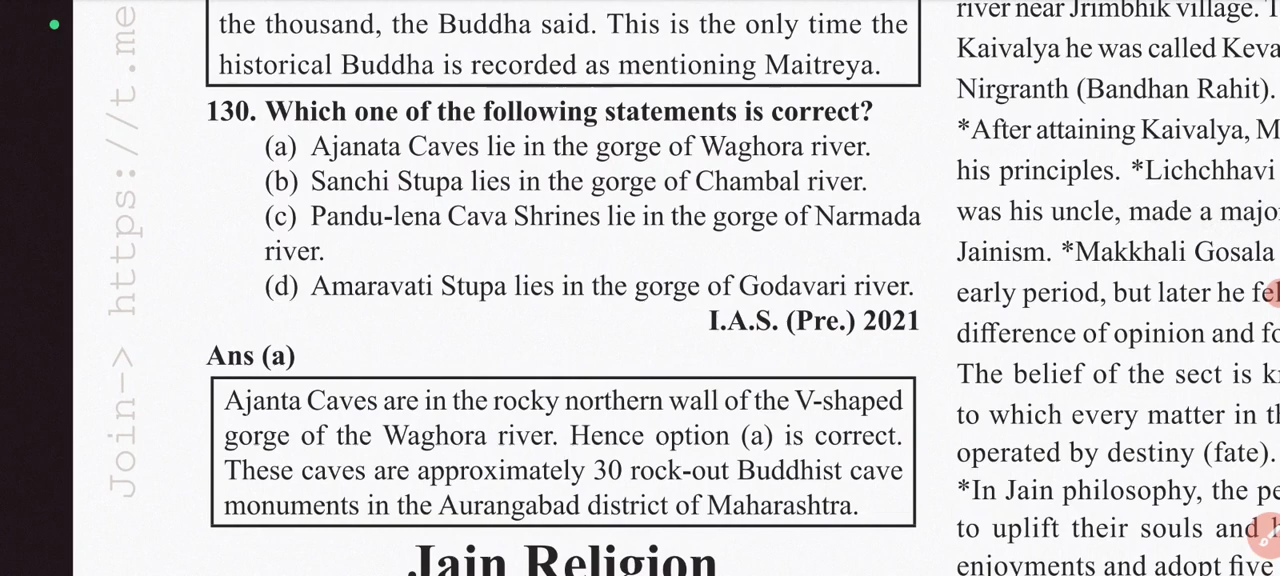 the thousand, the Buddha said. This is the only time the
historical Buddha is recorded as mentioning Maitreya.
130. Which one of the following statements is correct?
(a) Ajanata Caves lie in the gorge of Waghora river.
(b) Sanchi Stupa lies in the gorge of Chambal river.
(c) Pandu-lena Cava Shrines lie in the gorge of Narmada
river.
(d) Amaravati Stupa lies in the gorge of Godavari river.
I.A.S. (Pre.) 2021
Ans (a)
Ajanta Caves are in the rocky northern wall of the V-shaped
gorge of the Waghora river. Hence option (a) is correct.
These caves are approximately 30 rock-out Buddhist cave
monuments in the Aurangabad district of Maharashtra.
Jain Religion
river near Jrimbhik village.
Kaivalya he was called
Nirgranth (Bandhan Rahit).
*After attaining Kaivalya,
his principles. *Lichchhavi
was his uncle, made a
Jainism. *Makkhali Gosala
early period, but later he
difference of opinion and
The belief of the sect is
to which every matter in
operated by destiny (fate).
*In Jain philosophy, the
to uplift their souls and
enjoyments and adopt five
Join-> https://t.me